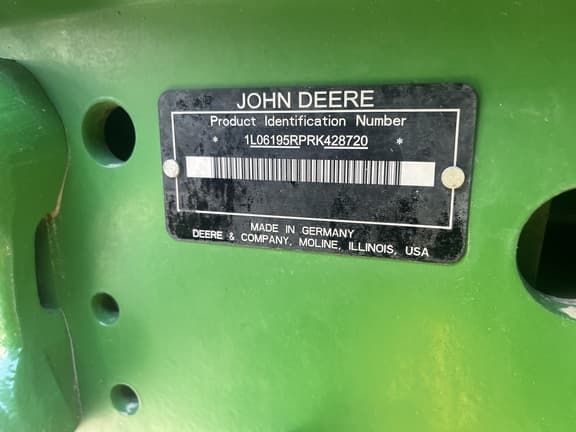 JOHN DEERE
Product Identification Number
* 1L06195RPRK428720 *
MADE IN GERMANY
DEERE & COMPANY, MOLINE, ILLINOIS, USA